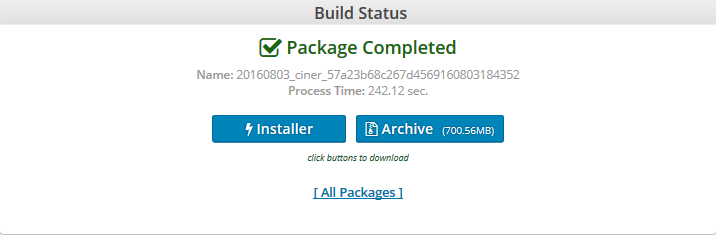 Build Status
Package Completed
Name: 20160803_ciner_57a23b68c267d4569160803184352
Process Time: 242.12 sec.
Installer
Archive (700.56MB)
click buttons to download
[ All Packages ]